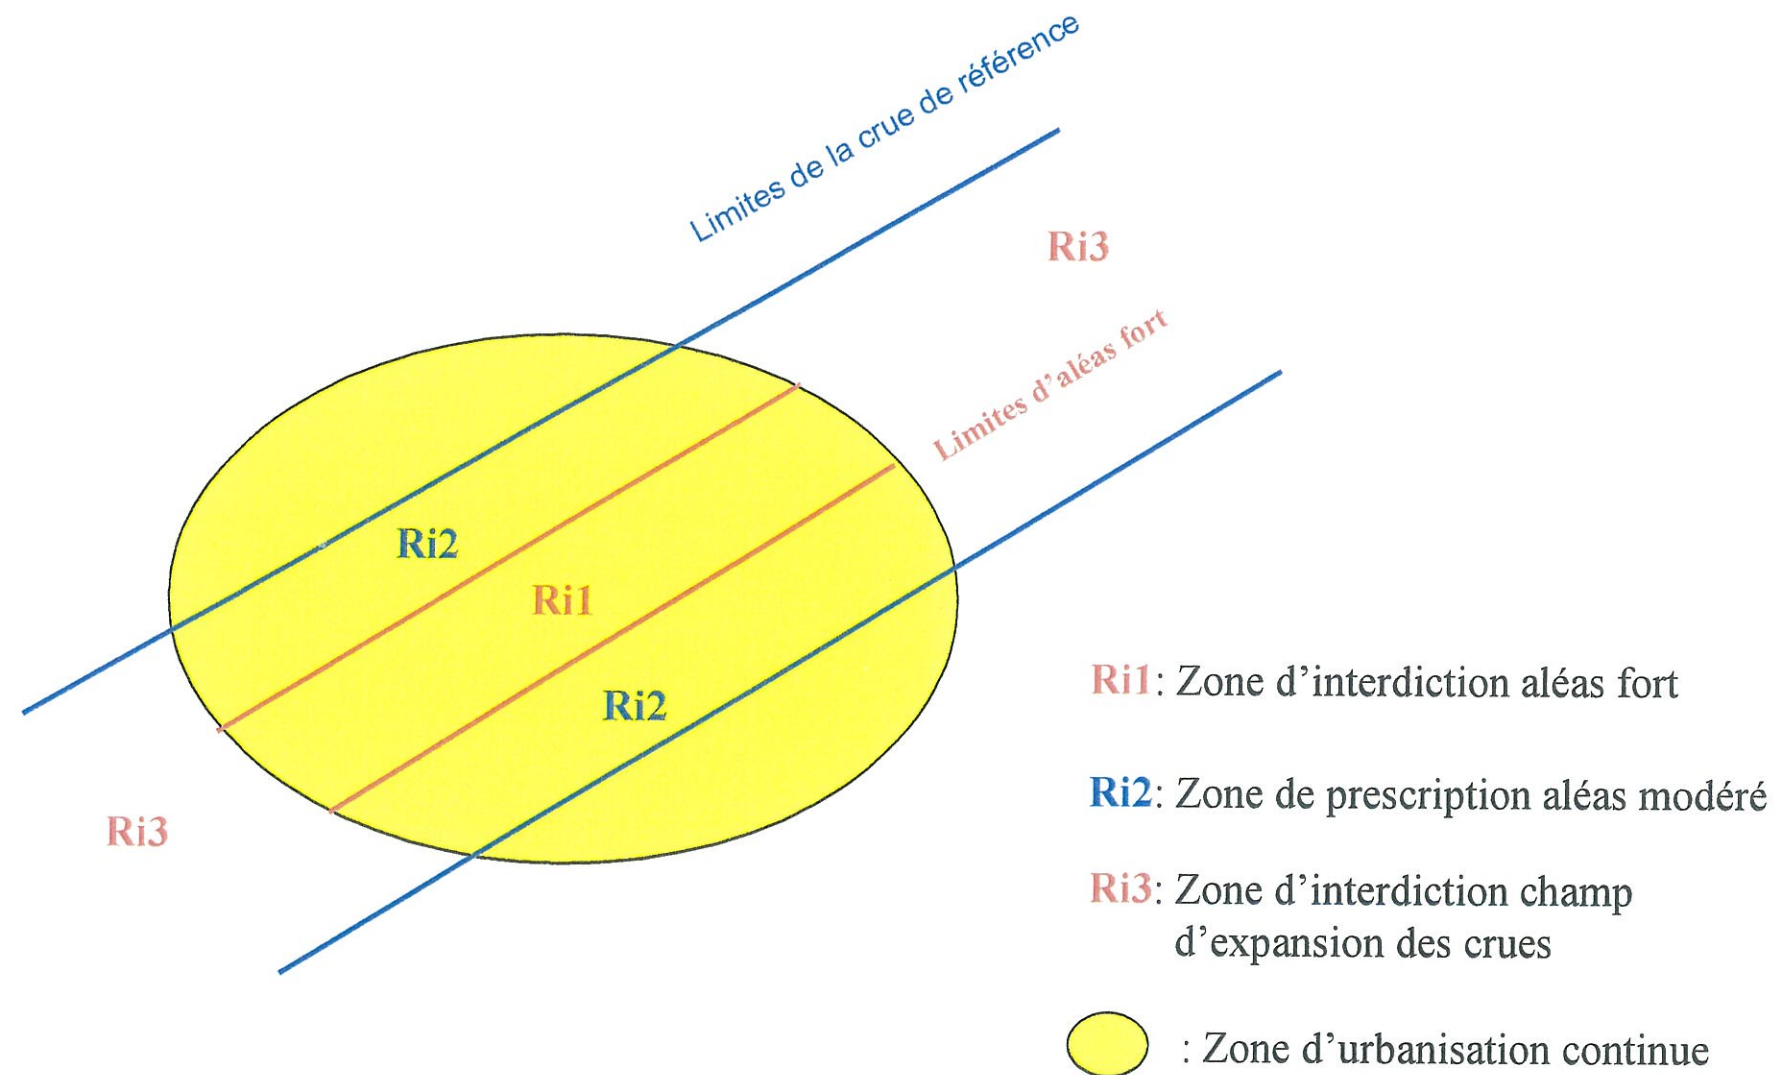 Limites de la crue de référence
Ri3
Limites d'aléas fort
Ri2
Ri1
Ri2
Ri3
Ri1: Zone d'interdiction aléas fort
Ri2: Zone de prescription aléas modéré
Ri3: Zone d'interdiction champ
d'expansion des crues
: Zone d'urbanisation continue